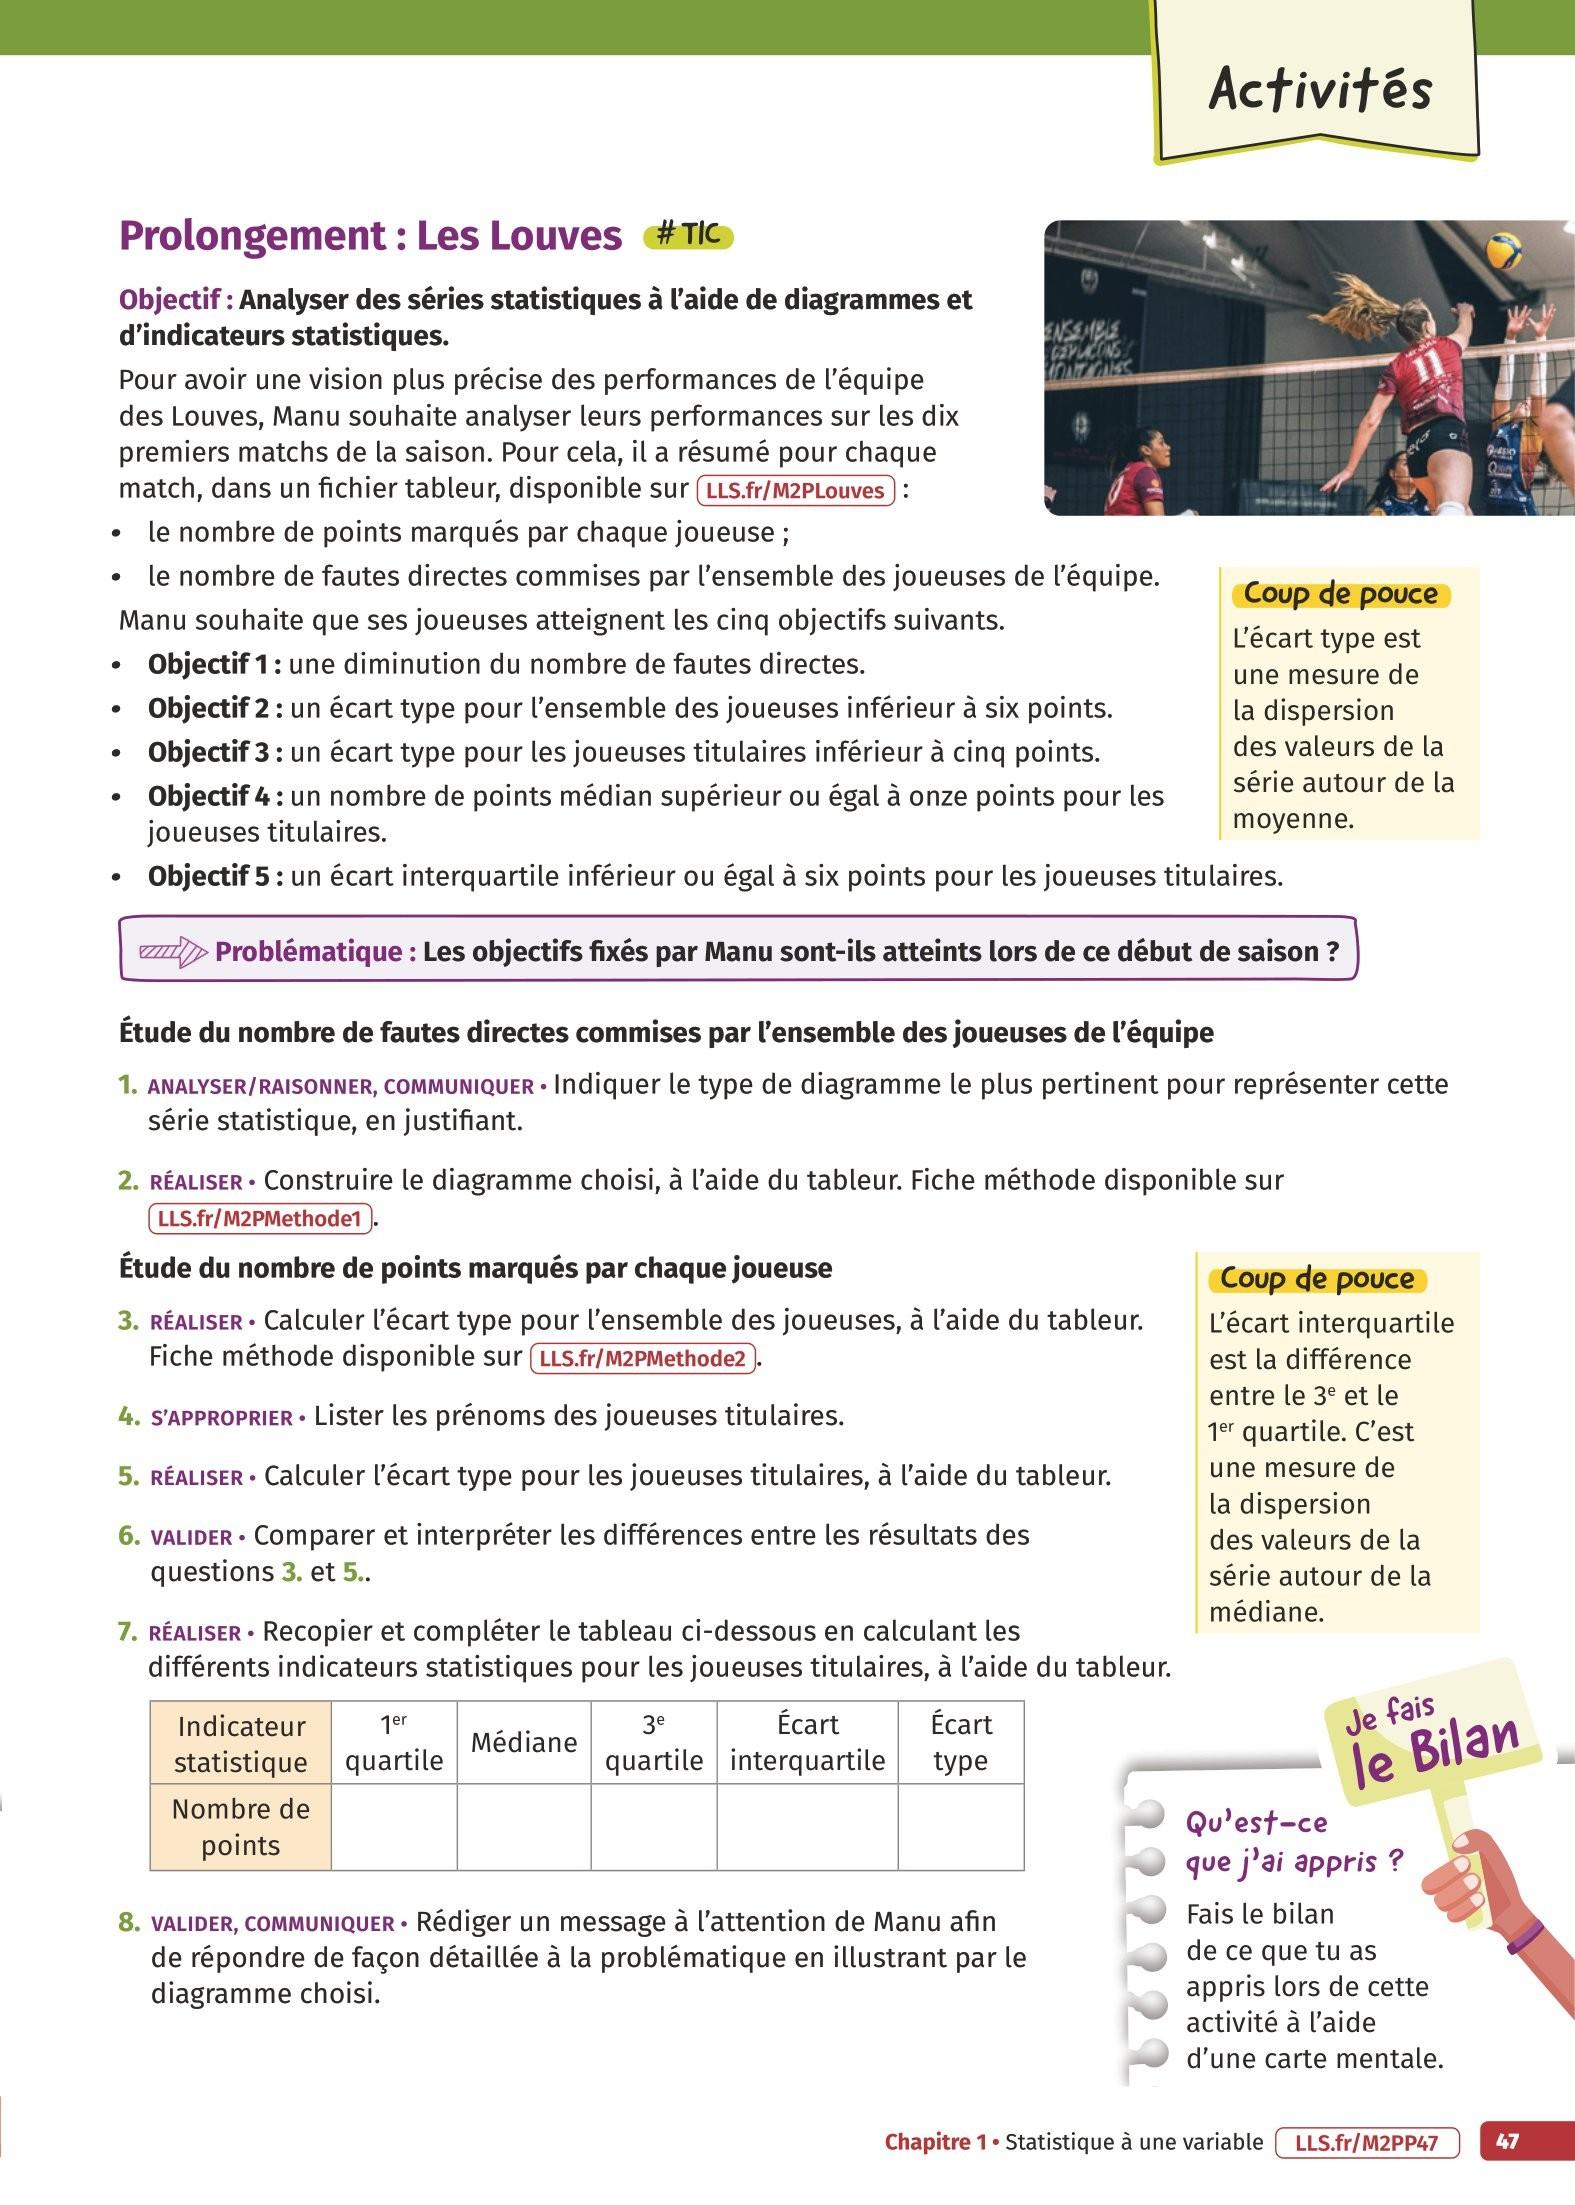 Activités
Prolongement : Les Louves # TIC
Objectif : Analyser des séries statistiques à l'aide de diagrammes et
d'indicateurs statistiques.
Pour avoir une vision plus précise des performances de l'équipe
des Louves, Manu souhaite analyser leurs performances sur les dix
premiers matchs de la saison. Pour cela, il a résumé pour chaque
match, dans un fichier tableur, disponible sur LLS.fr/M2PLouves :
• le nombre de points marqués par chaque joueuse ;
• le nombre de fautes directes commises par l'ensemble des joueuses de l'équipe.
Manu souhaite que ses joueuses atteignent les cinq objectifs suivants.
• Objectif 1 : une diminution du nombre de fautes directes.
• Objectif 2 : un écart type pour l'ensemble des joueuses inférieur à six points.
• Objectif 3 : un écart type pour les joueuses titulaires inférieur à cinq points.
• Objectif 4 : un nombre de points médian supérieur ou égal à onze points pour les
joueuses titulaires.
• Objectif 5 : un écart interquartile inférieur ou égal à six points pour les joueuses titulaires.
11
Coup de pouce
L'écart type est
une mesure de
la dispersion
des valeurs de la
série autour de la
moyenne.
Problématique : Les objectifs fixés par Manu sont-ils atteints lors de ce début de saison ?
Étude du nombre de fautes directes commises par l'ensemble des joueuses de l'équipe
1. ANALYSER/RAISONNER, COMMUNIQUER • Indiquer le type de diagramme le plus pertinent pour représenter cette
série statistique, en justifiant.
2. RÉALISER • Construire le diagramme choisi, à l'aide du tableur. Fiche méthode disponible sur
LLS.fr/M2PMethode1.
Étude du nombre de points marqués par chaque joueuse
3. RÉALISER • Calculer l'écart type pour l'ensemble des joueuses, à l'aide du tableur.
Fiche méthode disponible sur LLS.fr/M2PMethode2.
4. S'APPROPRIER • Lister les prénoms des joueuses titulaires.
5. RÉALISER • Calculer l'écart type pour les joueuses titulaires, à l'aide du tableur.
6. VALIDER • Comparer et interpréter les différences entre les résultats des
questions 3. et 5..
7. RÉALISER • Recopier et compléter le tableau ci-dessous en calculant les
différents indicateurs statistiques pour les joueuses titulaires, à l'aide du tableur.
Coup de pouce
L'écart interquartile
est la différence
entre le 3e et le
1er quartile. C'est
une mesure de
la dispersion
des valeurs de la
série autour de la
médiane.
Indicateur
statistique
1er
quartile
Médiane
3e
quartile
Écart
interquartile
Écart
type
Nombre de
points
8. VALIDER, COMMUNIQUER • Rédiger un message à l'attention de Manu afin
de répondre de façon détaillée à la problématique en illustrant par le
diagramme choisi.
Je fais
le Bilan
Qu'est-ce
que j'ai appris ?
Fais le bilan
de ce que tu as
appris lors de cette
activité à l'aide
d'une carte mentale.
Chapitre 1 • Statistique à une variable LLS.fr/M2PP47 47